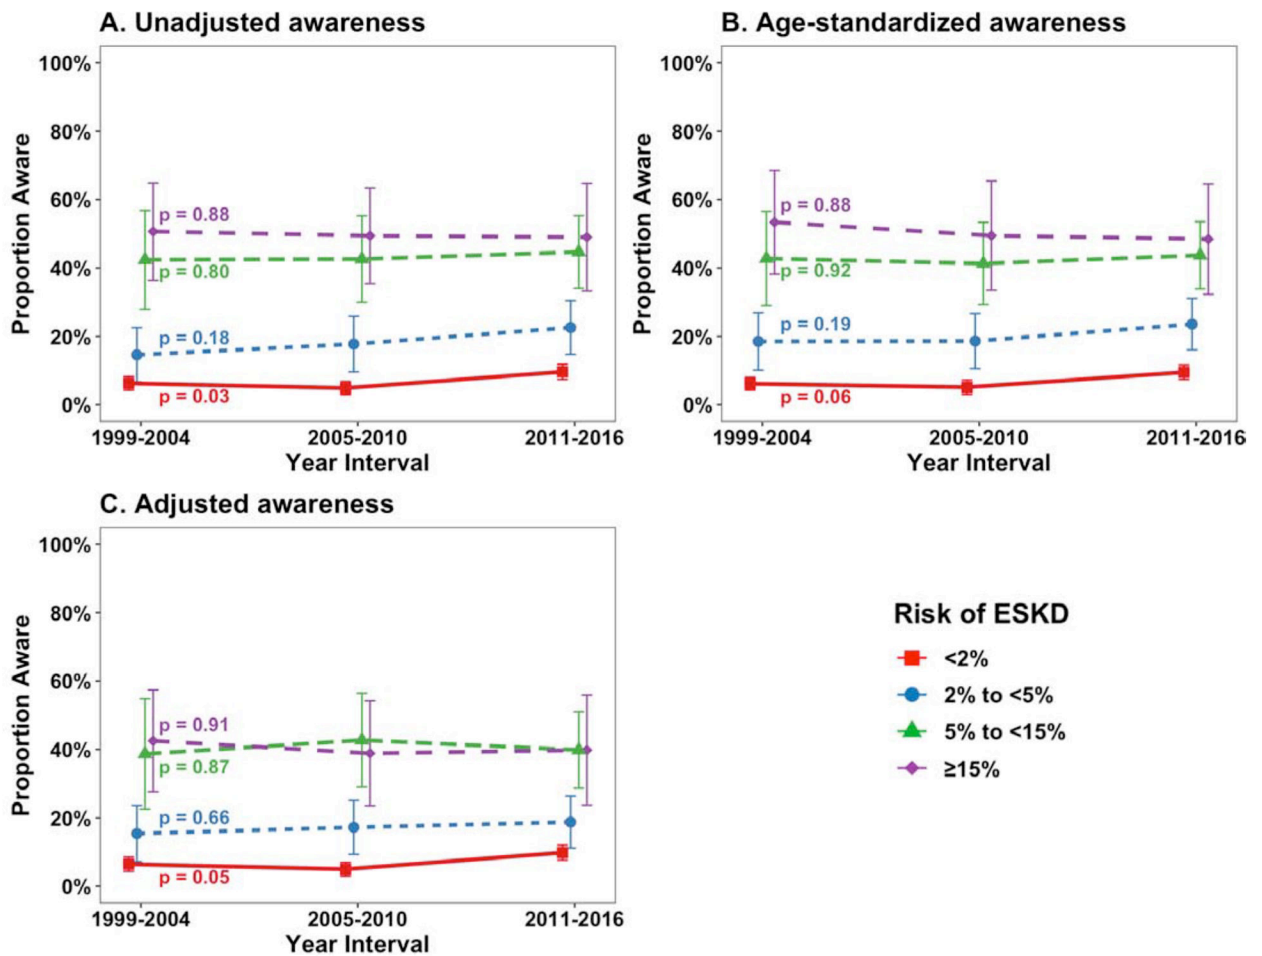 A. Unadjusted awareness
Proportion Aware
100%
80%
60%
40%
20%
0%
p = 0.88
p = 0.80
p = 0.18
p = 0.03
1999-2004 2005-2010 2011-2016
Year Interval
B. Age-standardized awareness
Proportion Aware
100%
80%
60%
40%
20%
0%
p = 0.88
p = 0.92
p = 0.19
p = 0.06
1999-2004 2005-2010 2011-2016
Year Interval
C. Adjusted awareness
Proportion Aware
100%
80%
60%
40%
20%
0%
p = 0.91
p = 0.87
p = 0.66
p = 0.05
1999-2004 2005-2010 2011-2016
Year Interval
Risk of ESKD
<2%
2% to <5%
5% to <15%
≥15%